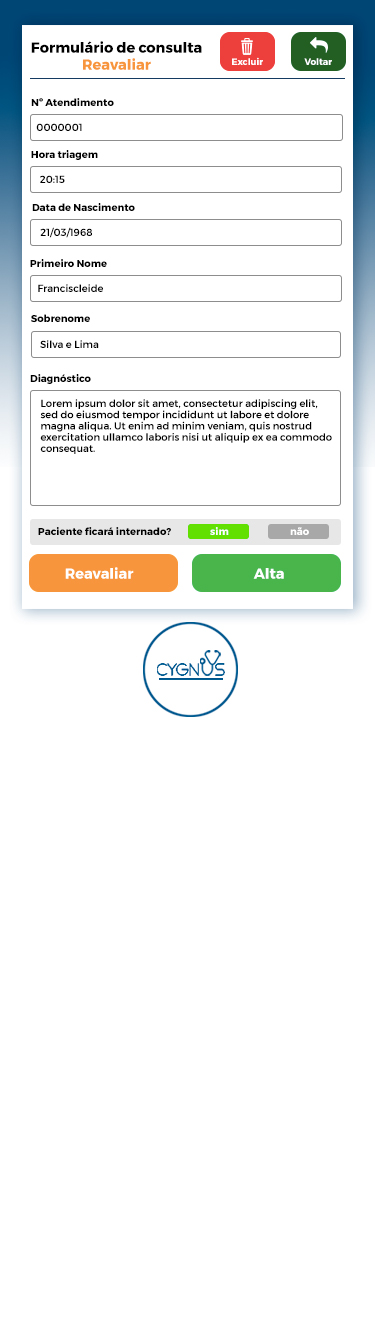 Formulário de consulta
Reavaliar
Excluir
Voltar
Nº Atendimento
0000001
Hora triagem
20:15
Data de Nascimento
21/03/1968
Primeiro Nome
Franciscleide
Sobrenome
Silva e Lima
Diagnóstico
Lorem ipsum dolor sit amet, consectetur adipiscing elit,
sed do eiusmod tempor incididunt ut labore et dolore
magna aliqua. Ut enim ad minim veniam, quis nostrud
exercitation ullamco laboris nisi ut aliquip ex ea commodo
consequat.
Paciente ficará internado? sim não
Reavaliar Alta
CYGNUS